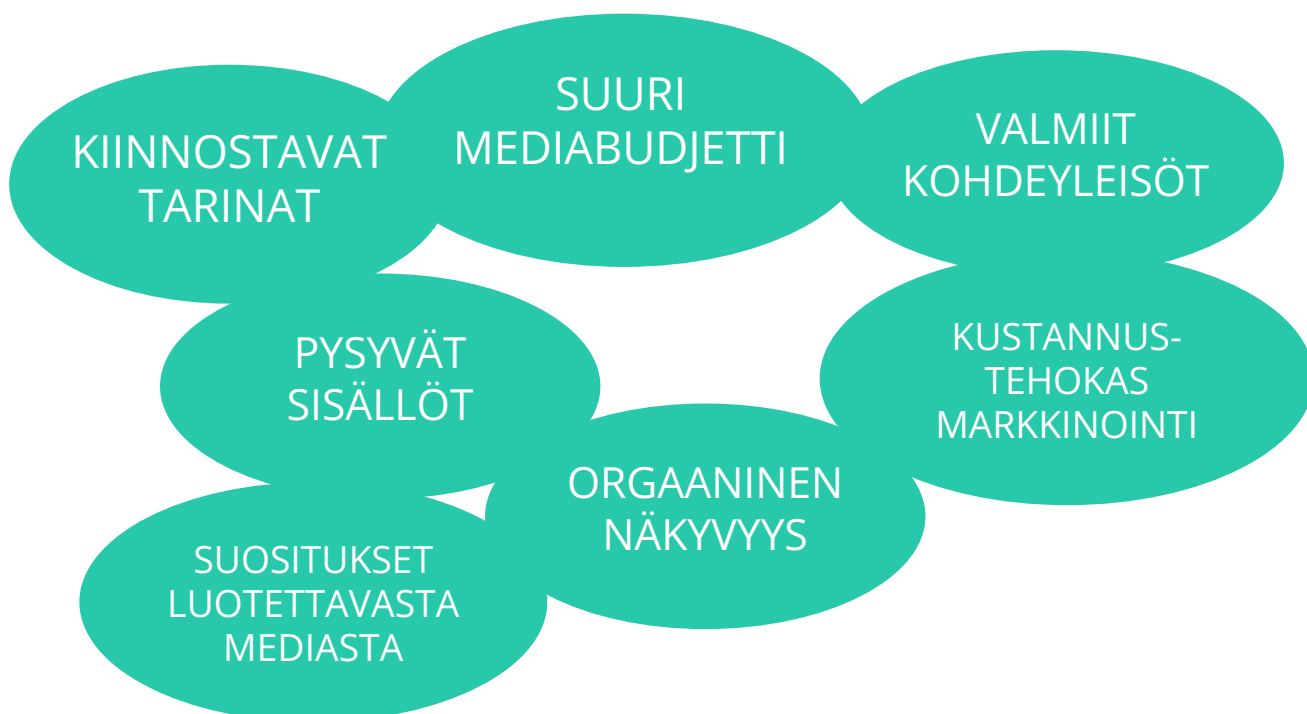 KIINNOSTAVAT
TARINAT
SUURI
MEDIABUDJETTI
VALMIIT
KOHDEYLEISÖT
PYSYVÄT
SISÄLLÖT
KUSTANNUS-
TEHOKAS
MARKKINOINTI
ORGAANINEN
NÄKYVYYS
SUOSITUKSET
LUOTETTAVASTA
MEDIASTA